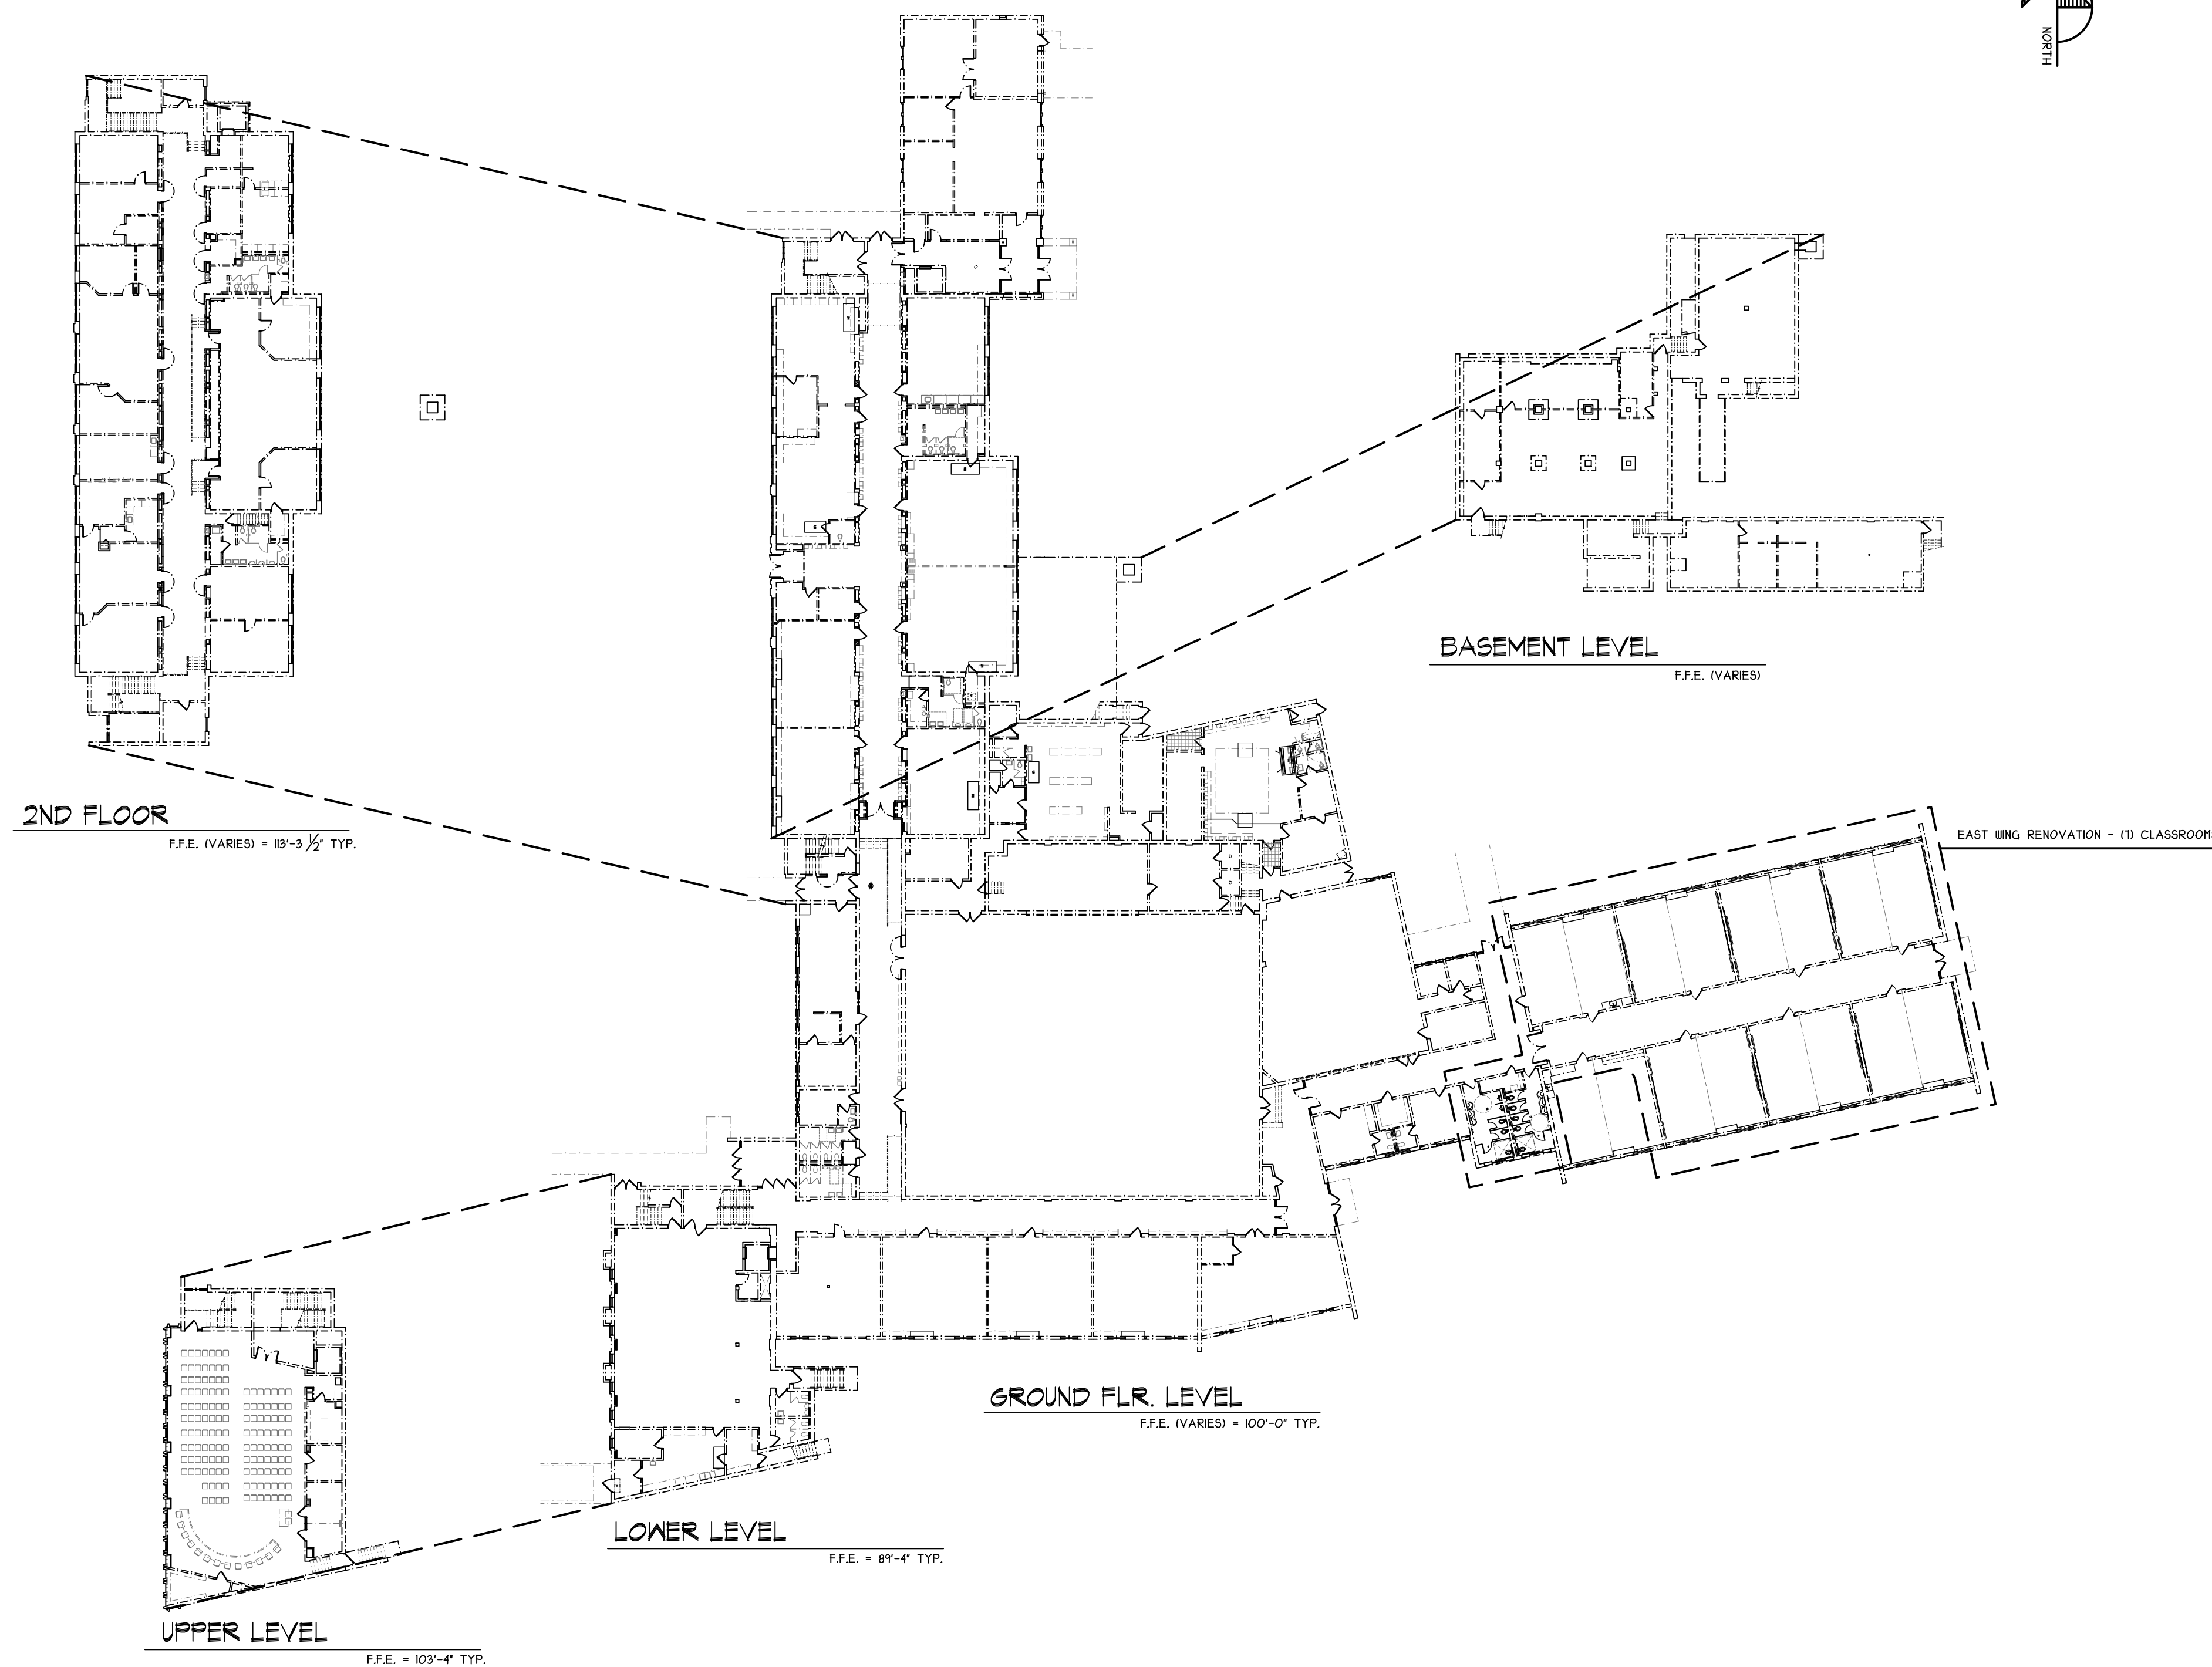 NORTH
BASEMENT LEVEL
F.F.E. (VARIES)
2ND FLOOR
F.F.E. (VARIES) = 113'-3 1/2" TYP.
EAST WING RENOVATION - (7) CLASSROOM
GROUND FLR. LEVEL
F.F.E. (VARIES) = 100'-0" TYP.
LOWER LEVEL
F.F.E. = 89'-4" TYP.
UPPER LEVEL
F.F.E. = 103'-4" TYP.